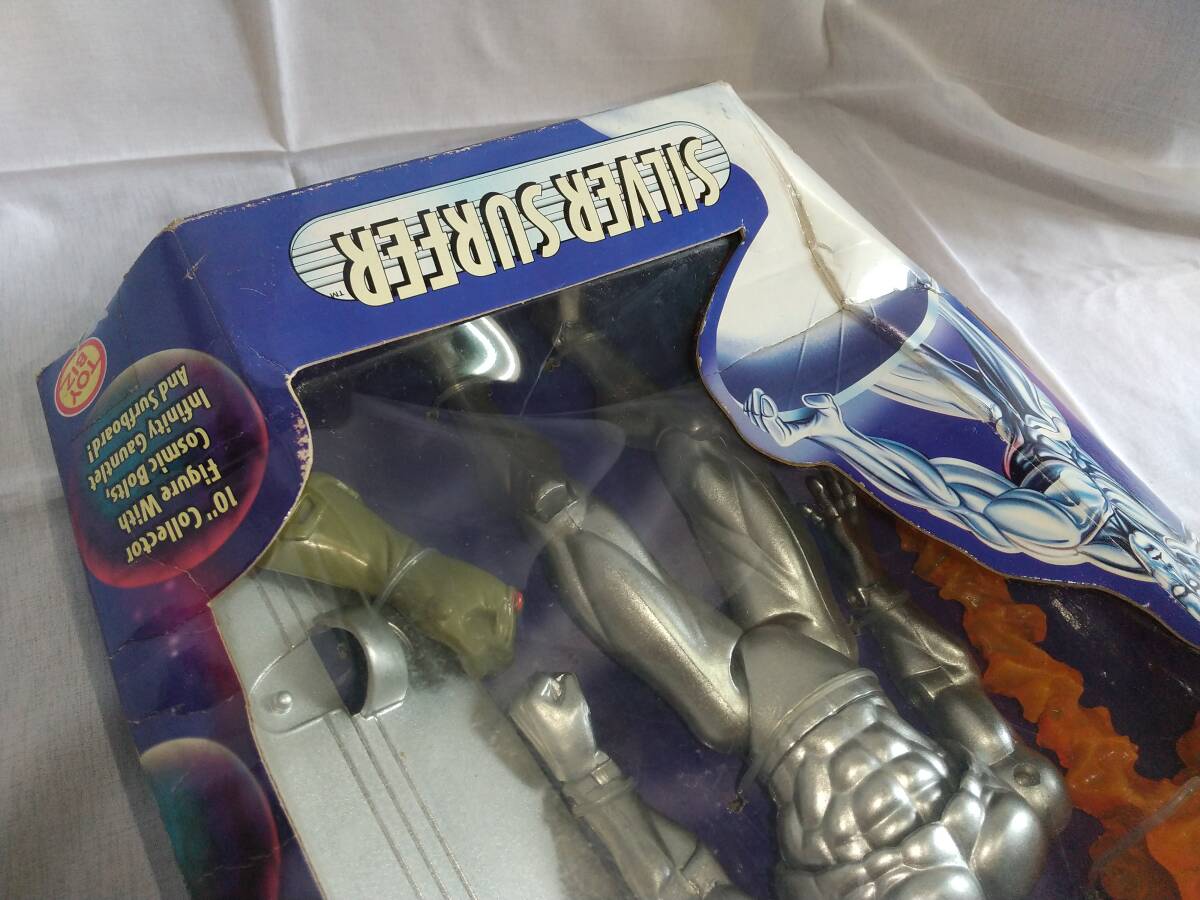 SILVER SURFER
TM
TOY
BIZ
10" Collector
Figure With
Cosmic Bolts,
Infinity Gauntlet
And Surfboard!